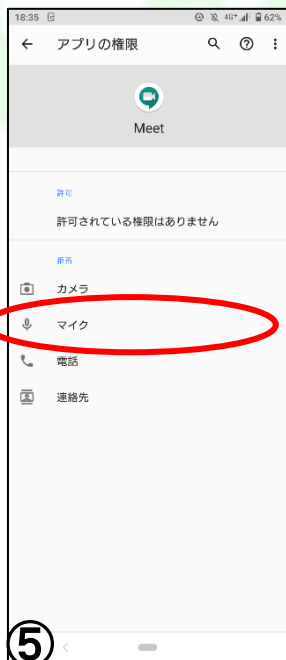 18:35 4G+ 62%
アプリの権限
Meet
許可
許可されている権限はありません
拒否
カメラ
マイク
電話
連絡先
⑤